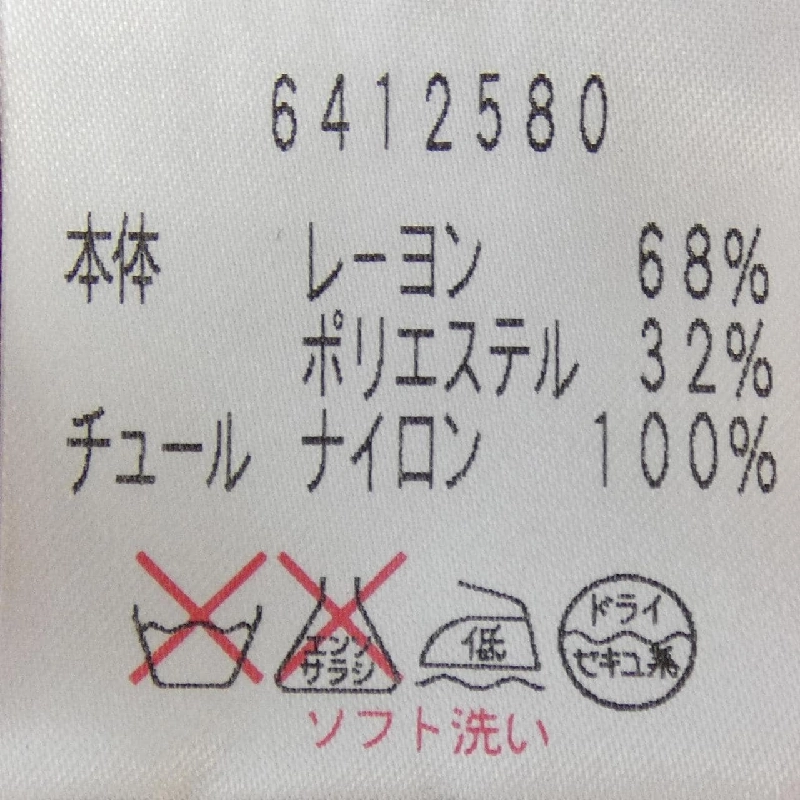 6412580
本体 レーヨン 68%
ポリエステル 32%
チュール ナイロン 100%
エンソ
サラシ
低
ドライ
セキユ系
ソフト洗い